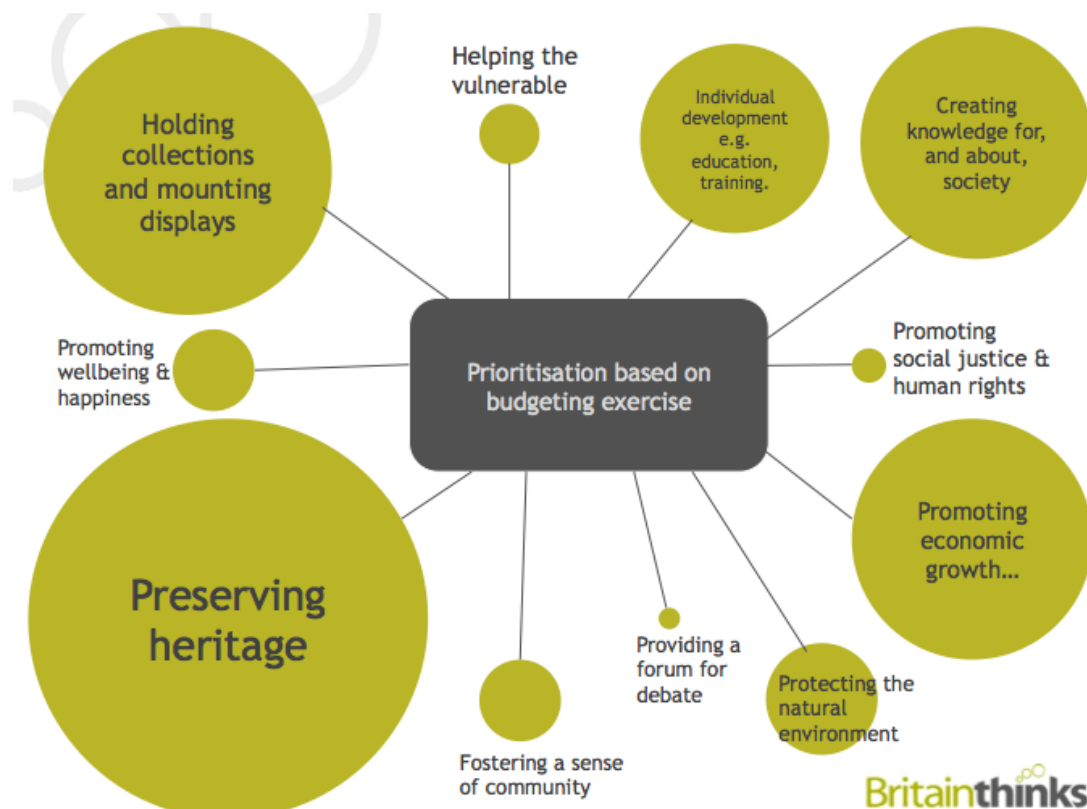 Holding
collections
and mounting
displays
Helping the
vulnerable
Individual
development
e.g.
education,
training.
Creating
knowledge for,
and about,
society
Promoting
wellbeing &
happiness
Prioritisation based on
budgeting exercise
Promoting
social justice &
human rights
Preserving
heritage
Promoting
economic
growth…
Fostering a sense
of community
Providing a
forum for
debate
Protecting the
natural
environment
Britainthinks